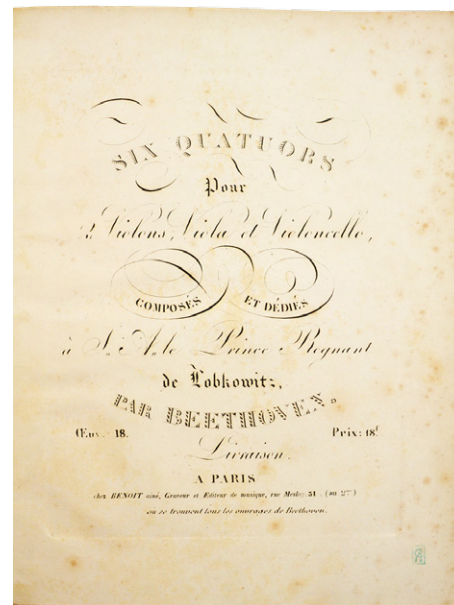 SIX QUATUORS
Pour
2 Violons, Viola et Violoncello,
COMPOSÉS ET DÉDIÉS
à S. A. le Prince Regnant
de Lobkowitz,
PAR BEETHOVEN.
Œuv. 18. Prix: 18f
Livraison.
A PARIS
chez BENOIT ainé, Graveur et Editeur de musique, rue Meslay, 51. (au 2me)
ou se trouvent tous les ouvrages de Beethoven.